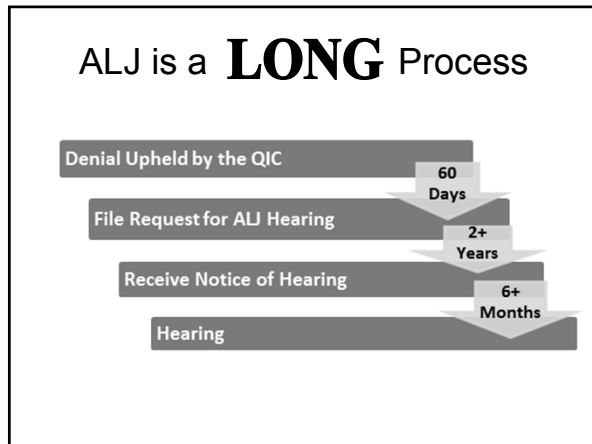 ALJ is a LONG Process
Denial Upheld by the QIC
60
Days
File Request for ALJ Hearing
2+
Years
Receive Notice of Hearing
6+
Months
Hearing